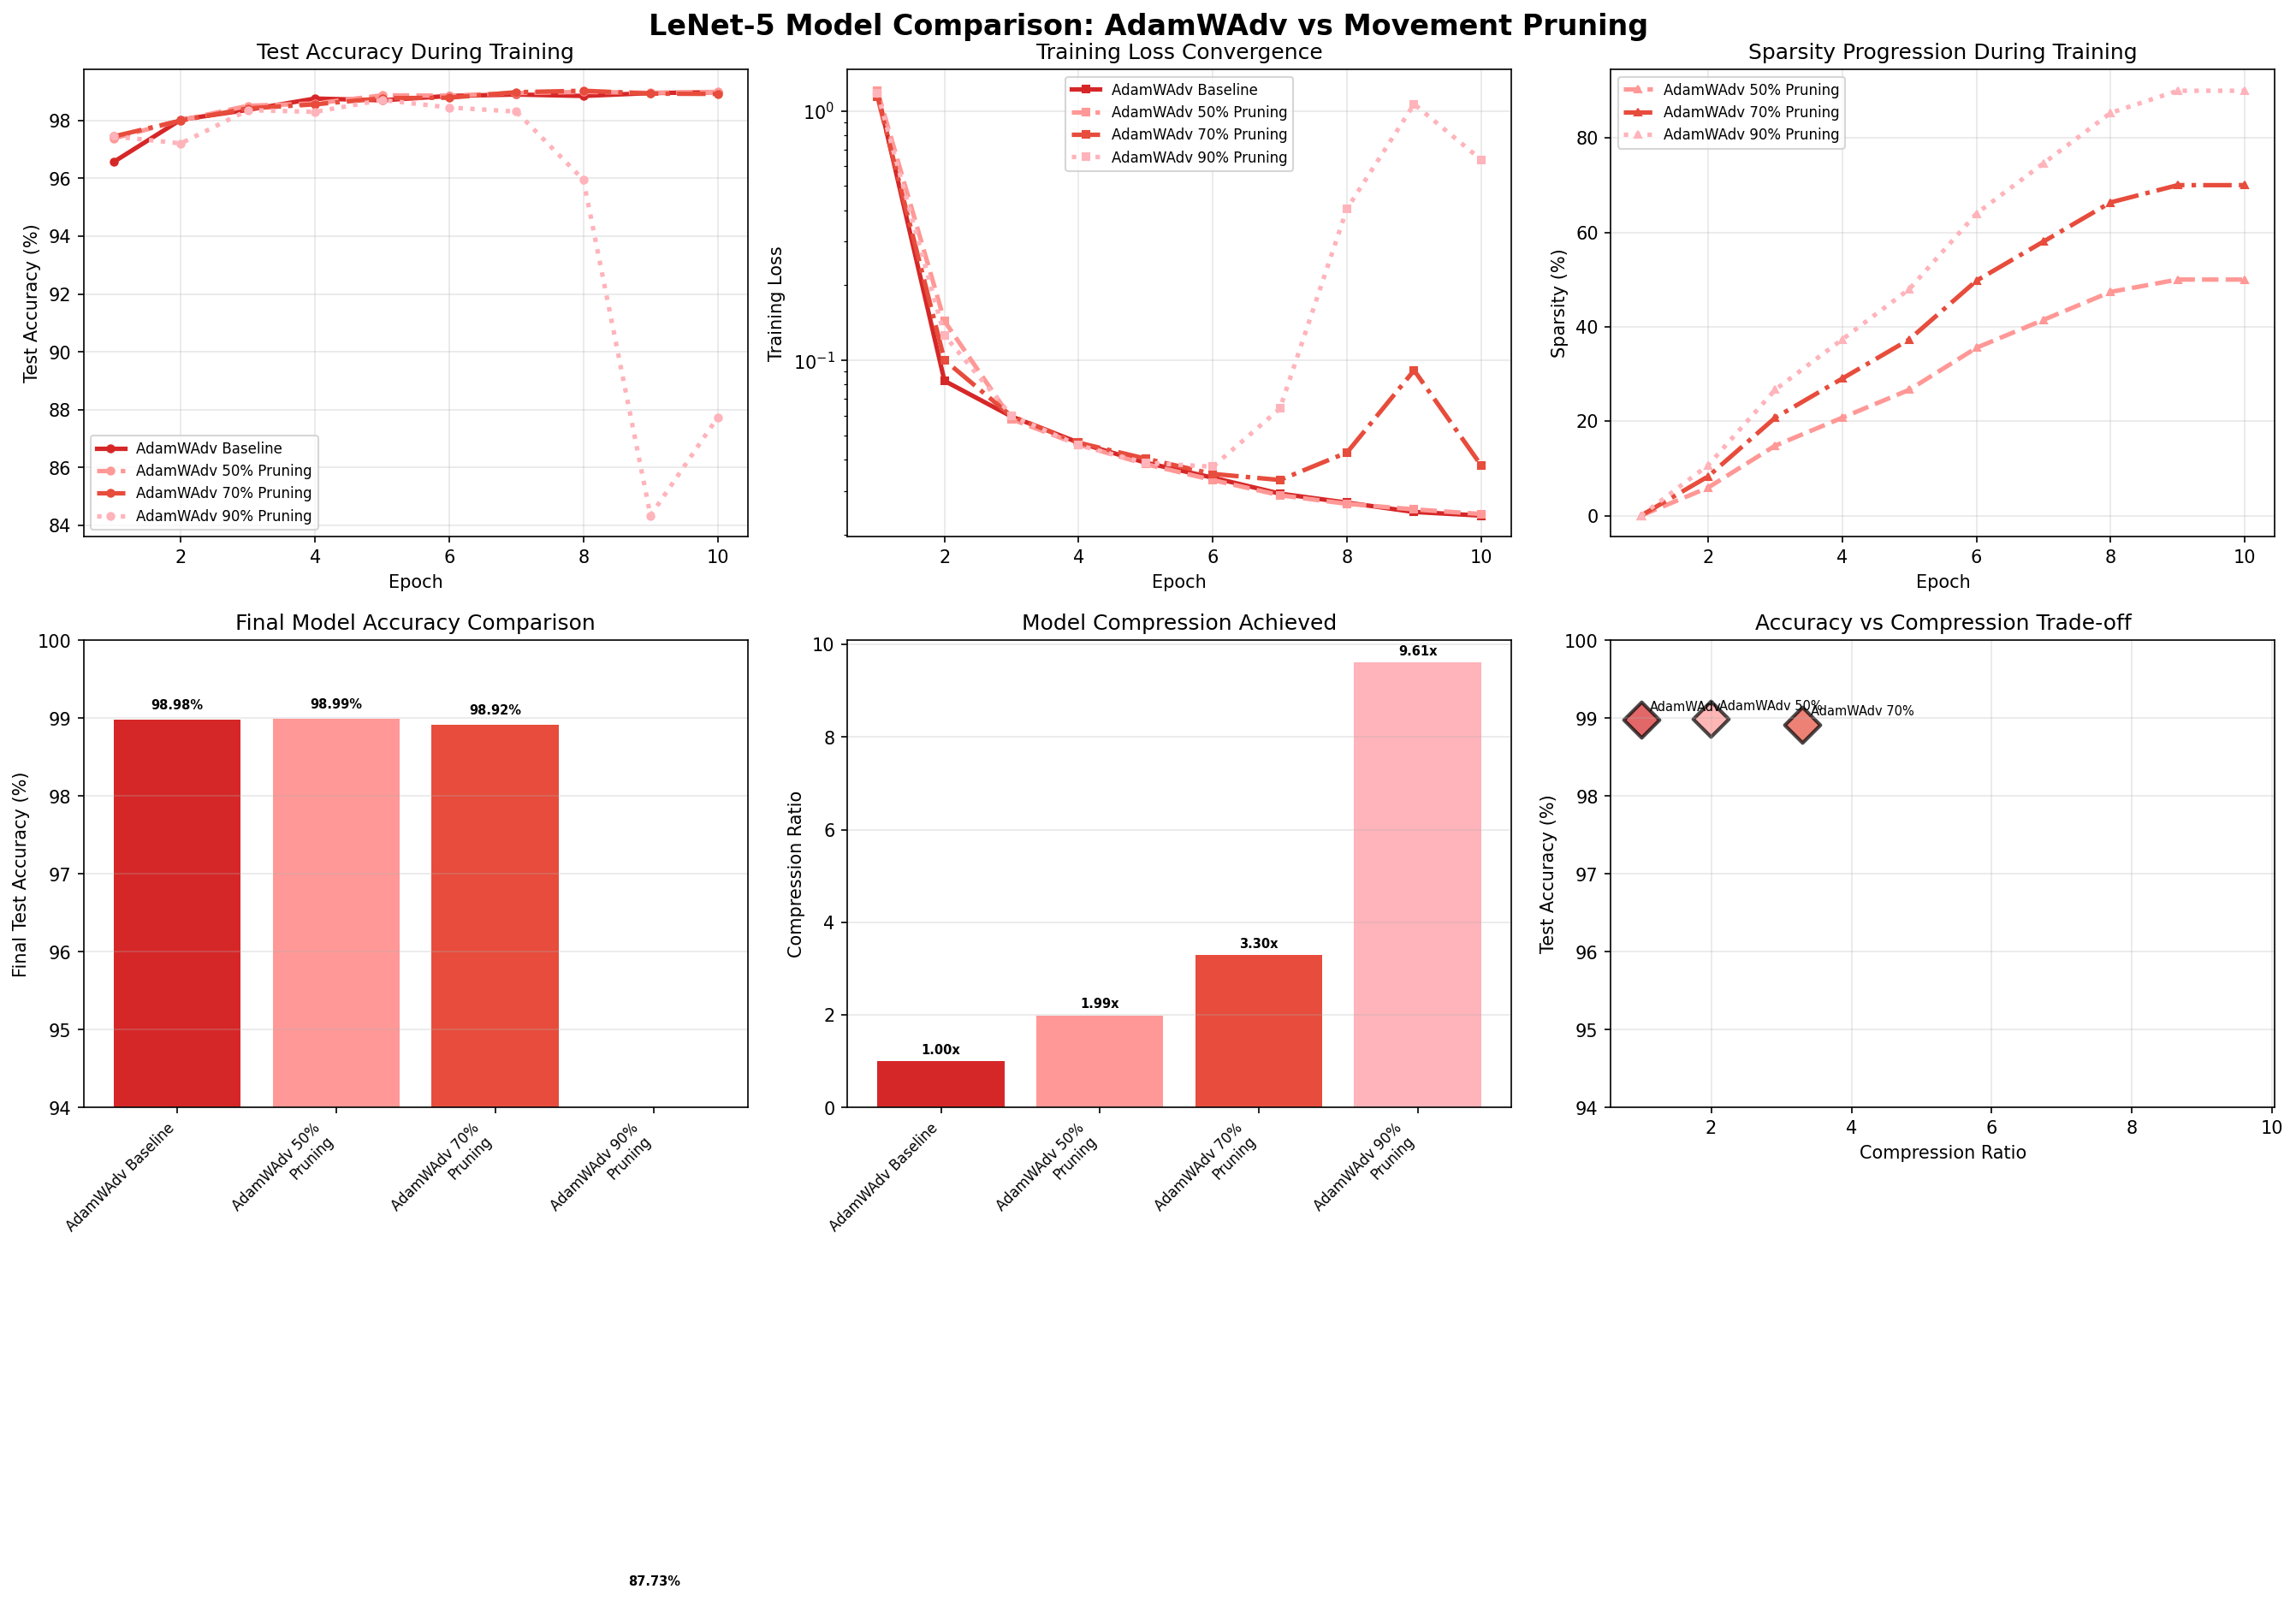 LeNet-5 Model Comparison: AdamWAdv vs Movement Pruning
Test Accuracy During Training
Test Accuracy (%)
98
96
94
92
90
88
86
84
AdamWAdv Baseline
AdamWAdv 50% Pruning
AdamWAdv 70% Pruning
AdamWAdv 90% Pruning
2
4
6
8
10
Epoch
Training Loss Convergence
Training Loss
10⁰
10⁻¹
AdamWAdv Baseline
AdamWAdv 50% Pruning
AdamWAdv 70% Pruning
AdamWAdv 90% Pruning
2
4
6
8
10
Epoch
Sparsity Progression During Training
Sparsity (%)
80
60
40
20
0
AdamWAdv 50% Pruning
AdamWAdv 70% Pruning
AdamWAdv 90% Pruning
2
4
6
8
10
Epoch
Final Model Accuracy Comparison
Final Test Accuracy (%)
100
99
98
97
96
95
94
98.98%
98.99%
98.92%
AdamWAdv Baseline
AdamWAdv 50%
Pruning
AdamWAdv 70%
Pruning
AdamWAdv 90%
Pruning
87.73%
Model Compression Achieved
Compression Ratio
10
8
6
4
2
0
1.00x
1.99x
3.30x
9.61x
AdamWAdv Baseline
AdamWAdv 50%
Pruning
AdamWAdv 70%
Pruning
AdamWAdv 90%
Pruning
Accuracy vs Compression Trade-off
Test Accuracy (%)
100
99
98
97
96
95
94
AdamWAdv
AdamWAdv 50%
AdamWAdv 70%
2
4
6
8
10
Compression Ratio